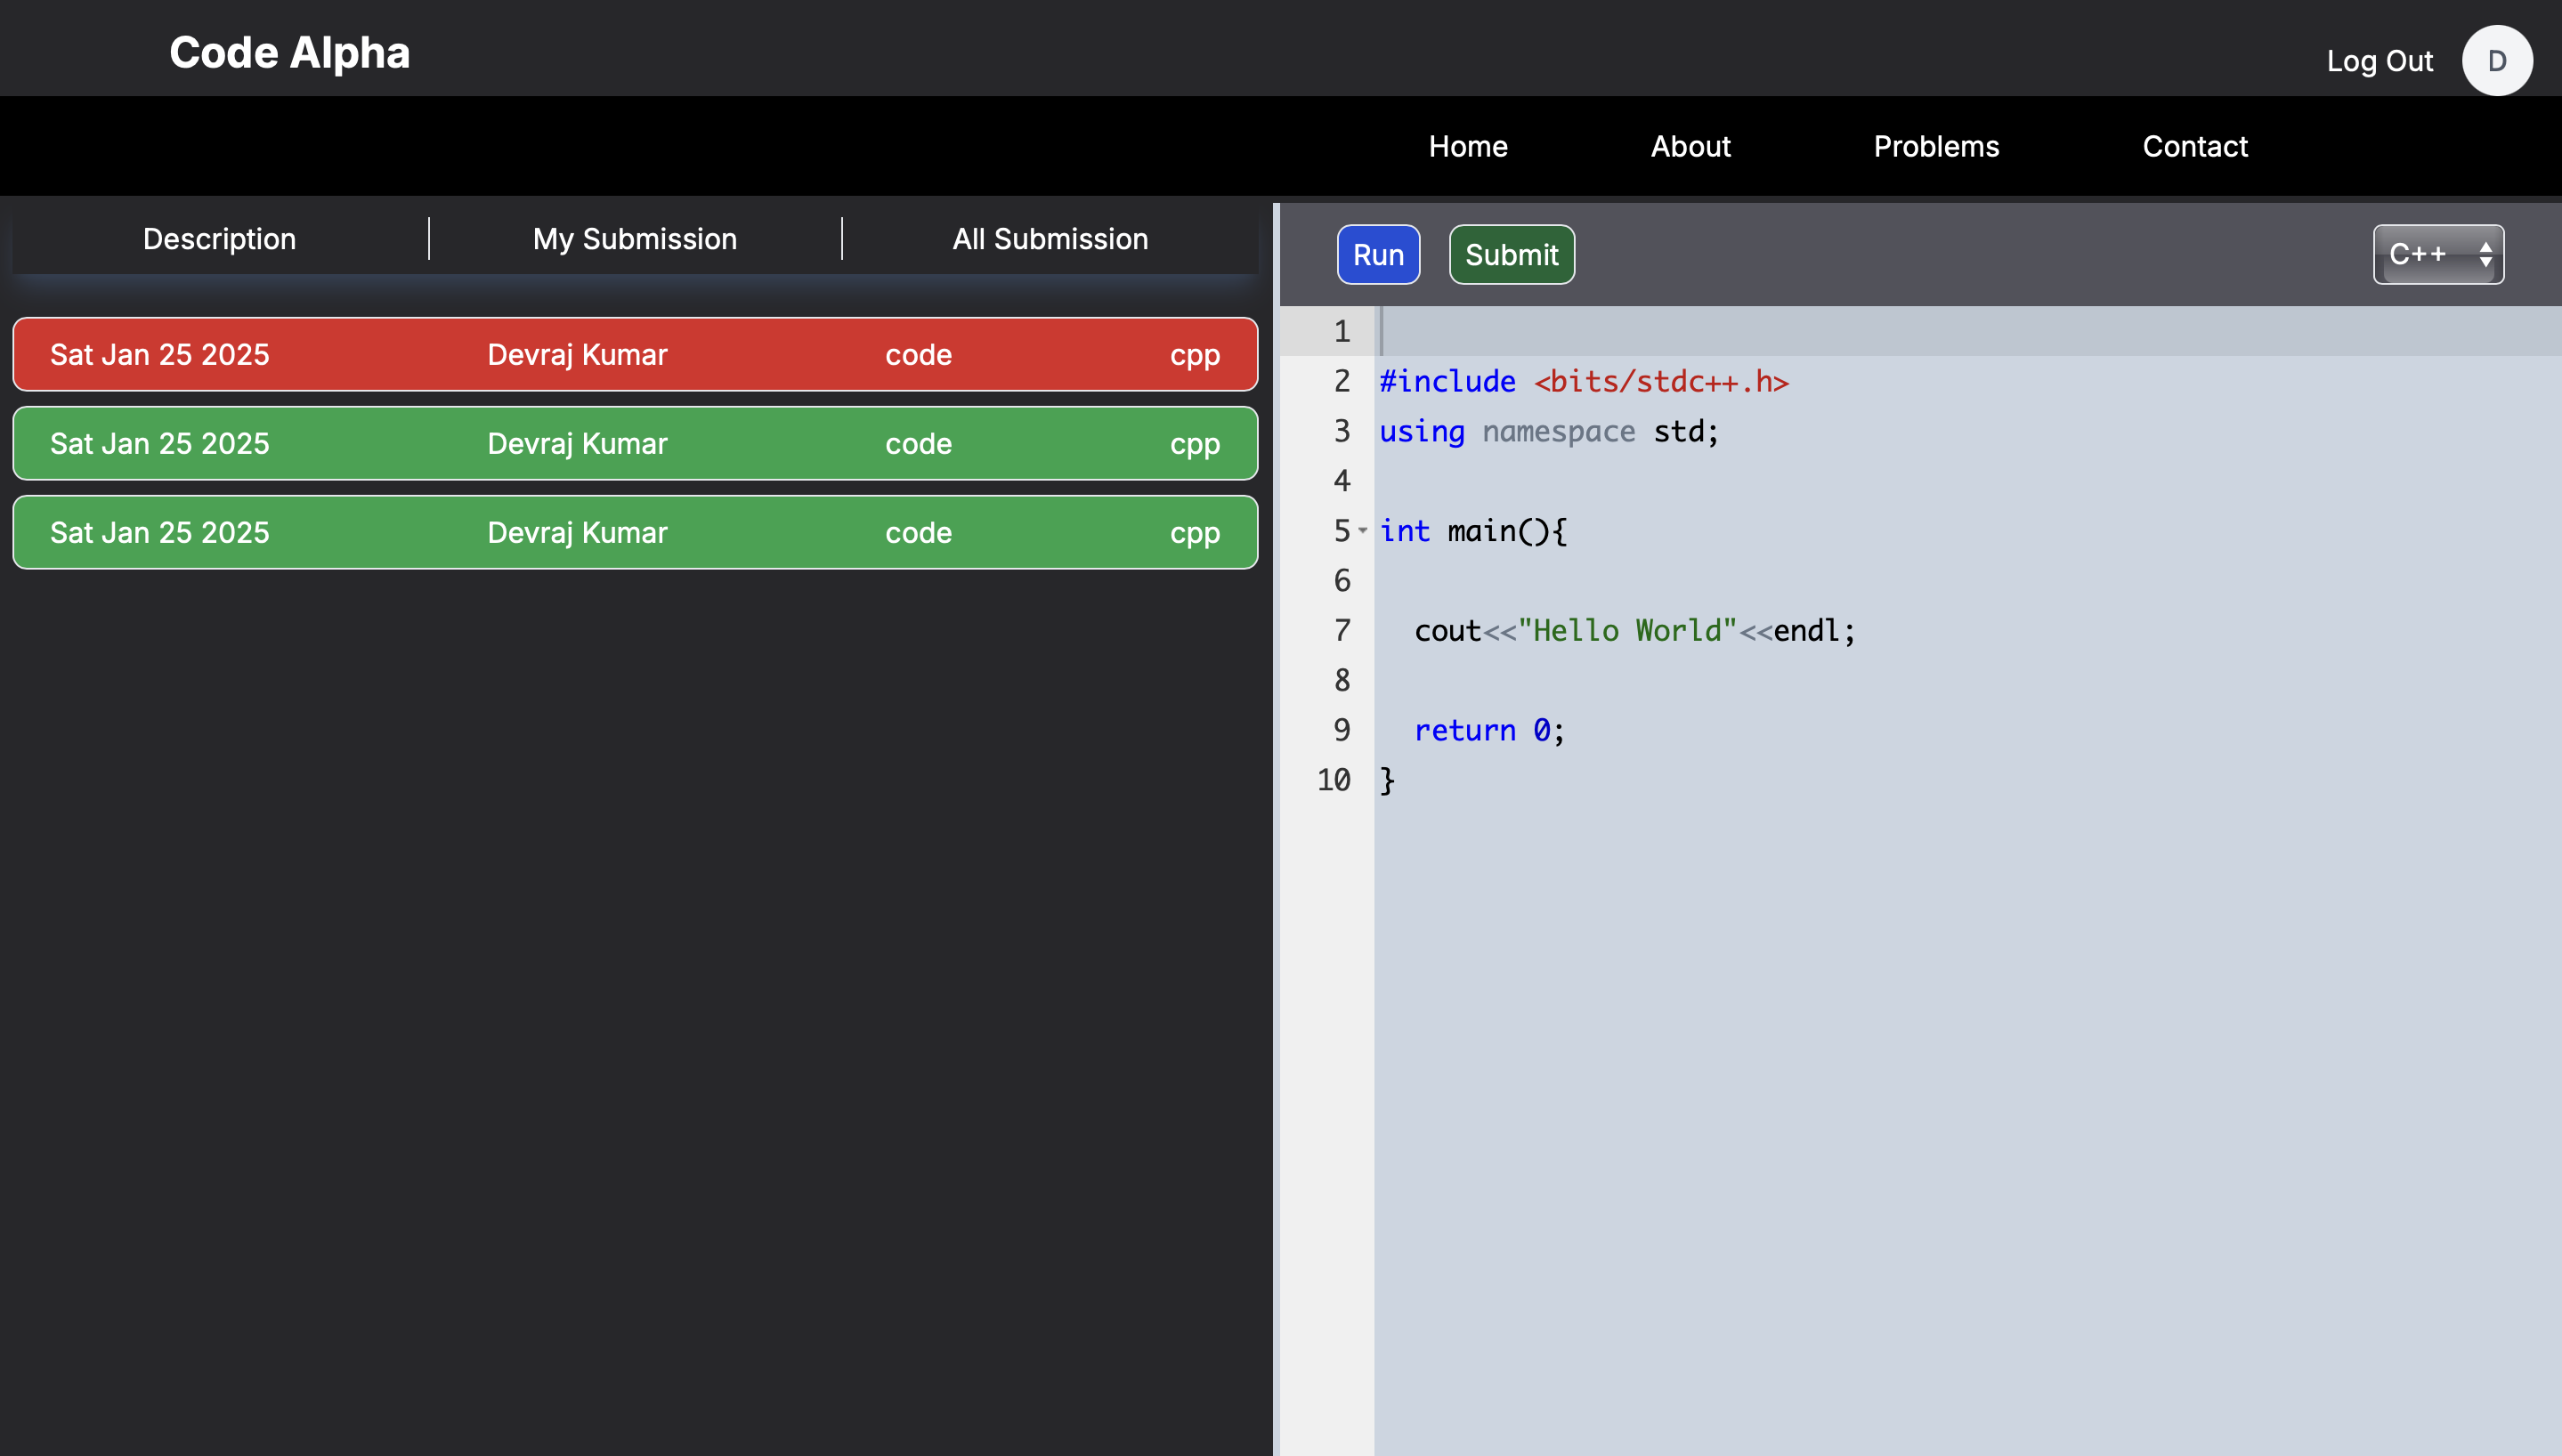 Code Alpha
Log Out D
Home About Problems Contact
Description My Submission All Submission
Sat Jan 25 2025 Devraj Kumar code cpp
Sat Jan 25 2025 Devraj Kumar code cpp
Sat Jan 25 2025 Devraj Kumar code cpp
Run Submit C++
1
2 #include <bits/stdc++.h>
3 using namespace std;
4
5 int main(){
6
7 cout<<"Hello World"<<endl;
8
9 return 0;
10 }